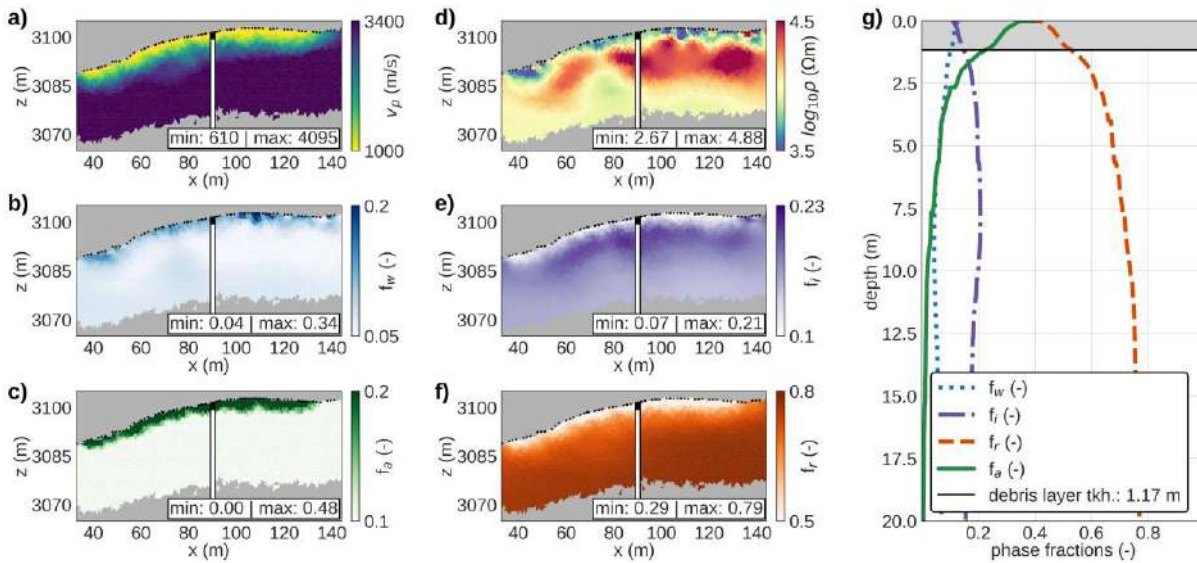 a)
3100
3085
3070
z (m)
min: 610 | max: 4095
40 60 80 100 120 140
x (m)
3400
1000
v_p (m/s)
d)
3100
3085
3070
z (m)
min: 2.67 | max: 4.88
40 60 80 100 120 140
x (m)
4.5
3.5
log₁₀ρ (Ωm)
b)
3100
3085
3070
z (m)
min: 0.04 | max: 0.34
40 60 80 100 120 140
x (m)
0.2
0.05
f_w (-)
e)
3100
3085
3070
z (m)
min: 0.07 | max: 0.21
40 60 80 100 120 140
x (m)
0.23
0.1
f_i (-)
c)
3100
3085
3070
z (m)
min: 0.00 | max: 0.48
40 60 80 100 120 140
x (m)
0.2
0.1
f_a (-)
f)
3100
3085
3070
z (m)
min: 0.29 | max: 0.79
40 60 80 100 120 140
x (m)
0.8
0.5
f_r (-)
g)
0.0
2.5
5.0
7.5
10.0
12.5
15.0
17.5
20.0
depth (m)
f_w (-)
f_i (-)
f_r (-)
f_a (-)
debris layer tkh.: 1.17 m
0.2 0.4 0.6 0.8
phase fractions (-)